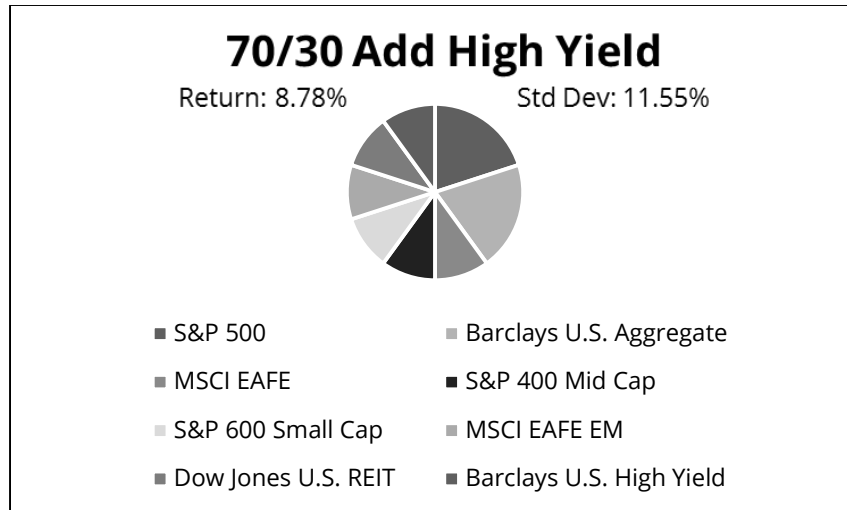 70/30 Add High Yield
Return: 8.78% Std Dev: 11.55%
S&P 500 Barclays U.S. Aggregate
MSCI EAFE S&P 400 Mid Cap
S&P 600 Small Cap MSCI EAFE EM
Dow Jones U.S. REIT Barclays U.S. High Yield